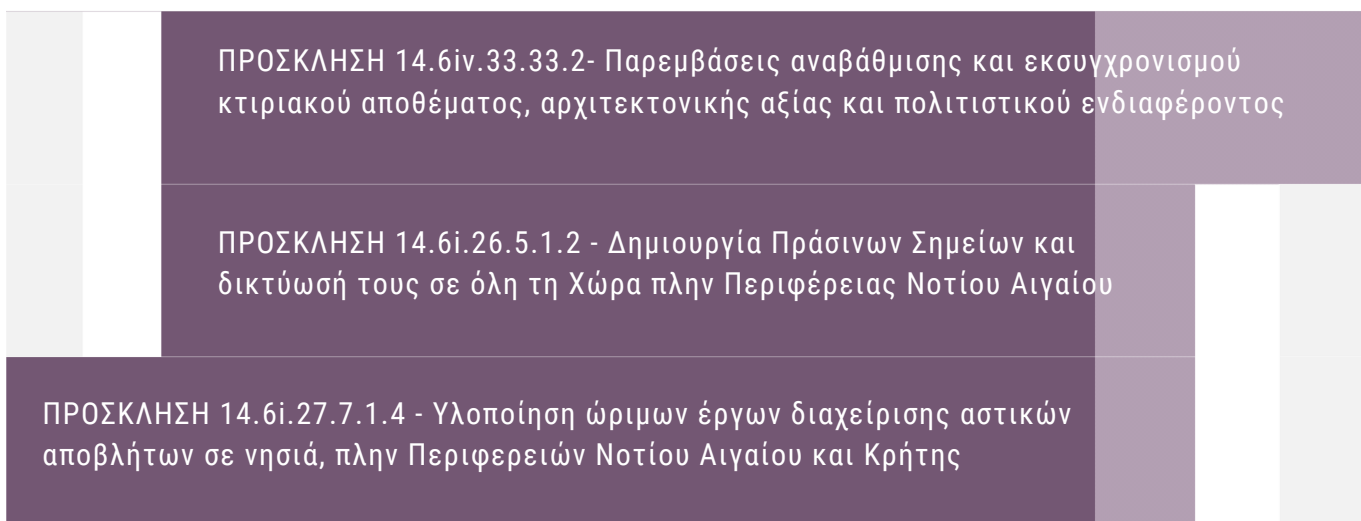 ΠΡΟΣΚΛΗΣΗ 14.6iv.33.33.2- Παρεμβάσεις αναβάθμισης και εκσυγχρονισμού
κτιριακού αποθέματος, αρχιτεκτονικής αξίας και πολιτιστικού ενδιαφέροντος
ΠΡΟΣΚΛΗΣΗ 14.6i.26.5.1.2 - Δημιουργία Πράσινων Σημείων και
δικτύωσή τους σε όλη τη Χώρα πλην Περιφέρειας Νοτίου Αιγαίου
ΠΡΟΣΚΛΗΣΗ 14.6i.27.7.1.4 - Υλοποίηση ώριμων έργων διαχείρισης αστικών
αποβλήτων σε νησιά, πλην Περιφερειών Νοτίου Αιγαίου και Κρήτης